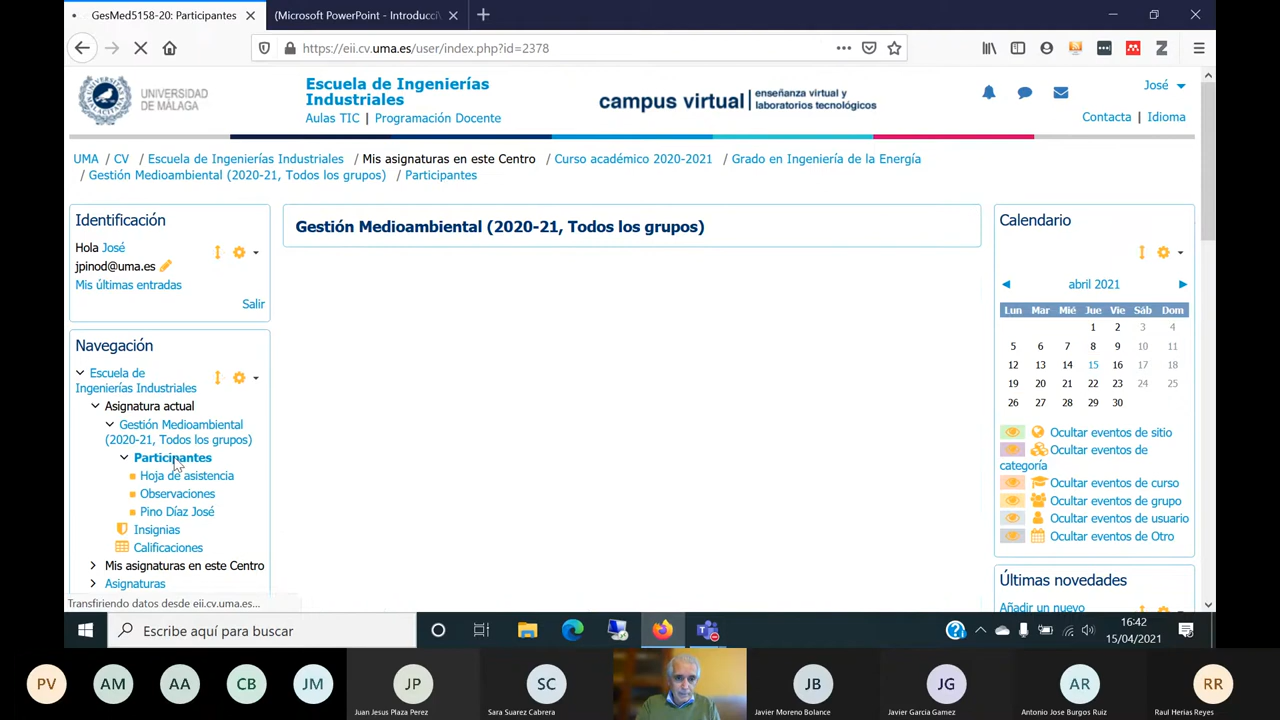 GesMed5158-20: Participantes
(Microsoft PowerPoint - Introducci
https://eii.cv.uma.es/user/index.php?id=2378
UNIVERSIDAD
DE MÁLAGA
Escuela de Ingenierías
Industriales
Aulas TIC | Programación Docente
campus virtual
enseñanza virtual y
laboratorios tecnológicos
José
Contacta | Idioma
UMA / CV / Escuela de Ingenierías Industriales / Mis asignaturas en este Centro / Curso académico 2020-2021 / Grado en Ingeniería de la Energía
/ Gestión Medioambiental (2020-21, Todos los grupos) / Participantes
Identificación
Hola José
jpinod@uma.es
Mis últimas entradas
Salir
Navegación
Escuela de
Ingenierías Industriales
Asignatura actual
Gestión Medioambiental
(2020-21, Todos los grupos)
Participantes
Hoja de asistencia
Observaciones
Pino Díaz José
Insignias
Calificaciones
Mis asignaturas en este Centro
Asignaturas
Transfiriendo datos desde eii.cv.uma.es...
Gestión Medioambiental (2020-21, Todos los grupos)
Calendario
abril 2021
Lun Mar Mié Jue Vie Sáb Dom
1 2 3 4
5 6 7 8 9 10 11
12 13 14 15 16 17 18
19 20 21 22 23 24 25
26 27 28 29 30
Ocultar eventos de sitio
Ocultar eventos de
categoría
Ocultar eventos de curso
Ocultar eventos de grupo
Ocultar eventos de usuario
Ocultar eventos de Otro
Últimas novedades
Añadir un nuevo
Escribe aquí para buscar
16:42
15/04/2021
PV
AM
AA
CB
JM
JP
SC
JB
JG
AR
RR
Juan Jesus Plaza Perez
Sara Suarez Cabrera
Javier Moreno Bolance
Javier Garcia Gamez
Antonio Jose Burgos Ruiz
Raul Herias Reyes